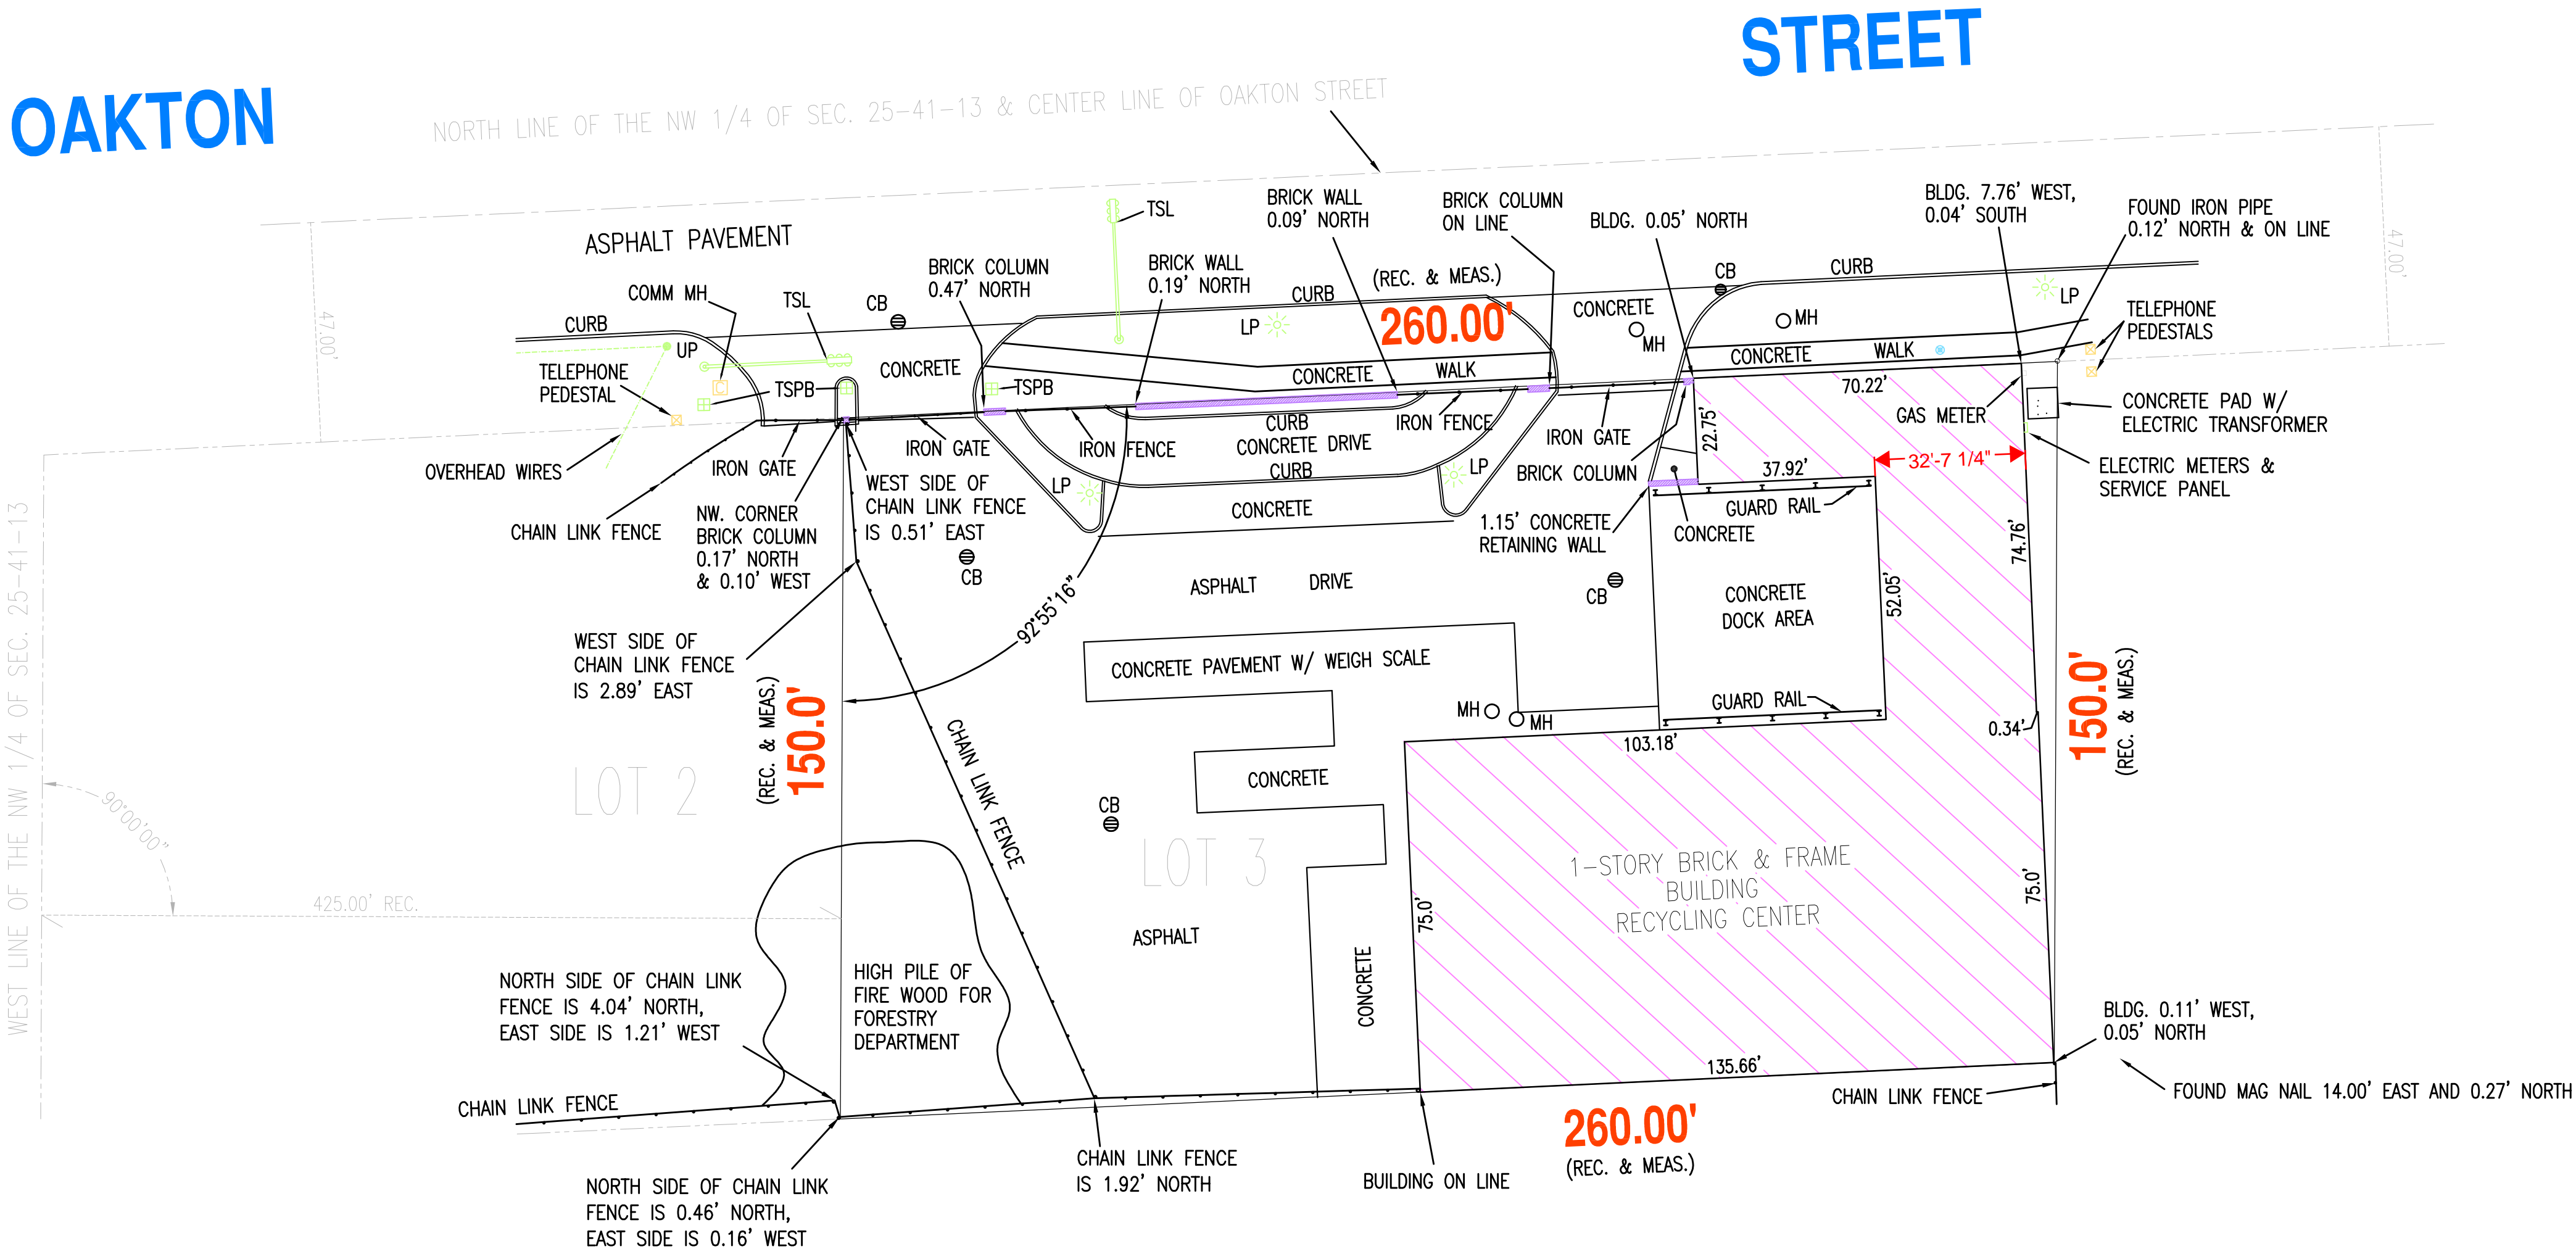 OAKTON
STREET
NORTH LINE OF THE NW 1/4 OF SEC. 25-41-13 & CENTER LINE OF OAKTON STREET
47.00'
47.00'
ASPHALT PAVEMENT
TSL
BRICK WALL
0.09' NORTH
BRICK COLUMN
ON LINE
BLDG. 0.05' NORTH
BLDG. 7.76' WEST,
0.04' SOUTH
FOUND IRON PIPE
0.12' NORTH & ON LINE
COMM MH
TSL
CB
BRICK COLUMN
0.47' NORTH
BRICK WALL
0.19' NORTH
(REC. & MEAS.)
260.00'
CURB
CURB
CURB
CB
LP
CONCRETE
MH
MH
LP
TELEPHONE
PEDESTALS
UP
TELEPHONE
PEDESTAL
TSPB
CONCRETE
TSPB
CONCRETE WALK
CONCRETE WALK
70.22'
GAS METER
CONCRETE PAD W/
ELECTRIC TRANSFORMER
OVERHEAD WIRES
IRON GATE
IRON GATE
IRON FENCE
CURB
CONCRETE DRIVE
CURB
IRON FENCE
IRON GATE
BRICK COLUMN
22.75'
37.92'
32'-7 1/4"
ELECTRIC METERS &
SERVICE PANEL
CHAIN LINK FENCE
NW. CORNER
BRICK COLUMN
0.17' NORTH
& 0.10' WEST
WEST SIDE OF
CHAIN LINK FENCE
IS 0.51' EAST
LP
LP
CONCRETE
1.15' CONCRETE
RETAINING WALL
GUARD RAIL
CONCRETE
CB
92°55'16"
ASPHALT DRIVE
CB
CONCRETE
DOCK AREA
52.05'
74.76'
WEST SIDE OF
CHAIN LINK FENCE
IS 2.89' EAST
CONCRETE PAVEMENT W/ WEIGH SCALE
(REC. & MEAS.)
150.0'
MH
MH
GUARD RAIL
103.18'
0.34'
150.0'
(REC. & MEAS.)
CHAIN LINK FENCE
WEST LINE OF THE NW 1/4 OF SEC. 25-41-13
90°00'00"
LOT 2
CONCRETE
CB
LOT 3
425.00' REC.
1-STORY BRICK & FRAME
BUILDING
RECYCLING CENTER
75.0'
75.0'
ASPHALT
CONCRETE
NORTH SIDE OF CHAIN LINK
FENCE IS 4.04' NORTH,
EAST SIDE IS 1.21' WEST
HIGH PILE OF
FIRE WOOD FOR
FORESTRY
DEPARTMENT
BLDG. 0.11' WEST,
0.05' NORTH
135.66'
CHAIN LINK FENCE
CHAIN LINK FENCE
FOUND MAG NAIL 14.00' EAST AND 0.27' NORTH
260.00'
(REC. & MEAS.)
CHAIN LINK FENCE
IS 1.92' NORTH
BUILDING ON LINE
NORTH SIDE OF CHAIN LINK
FENCE IS 0.46' NORTH,
EAST SIDE IS 0.16' WEST
C